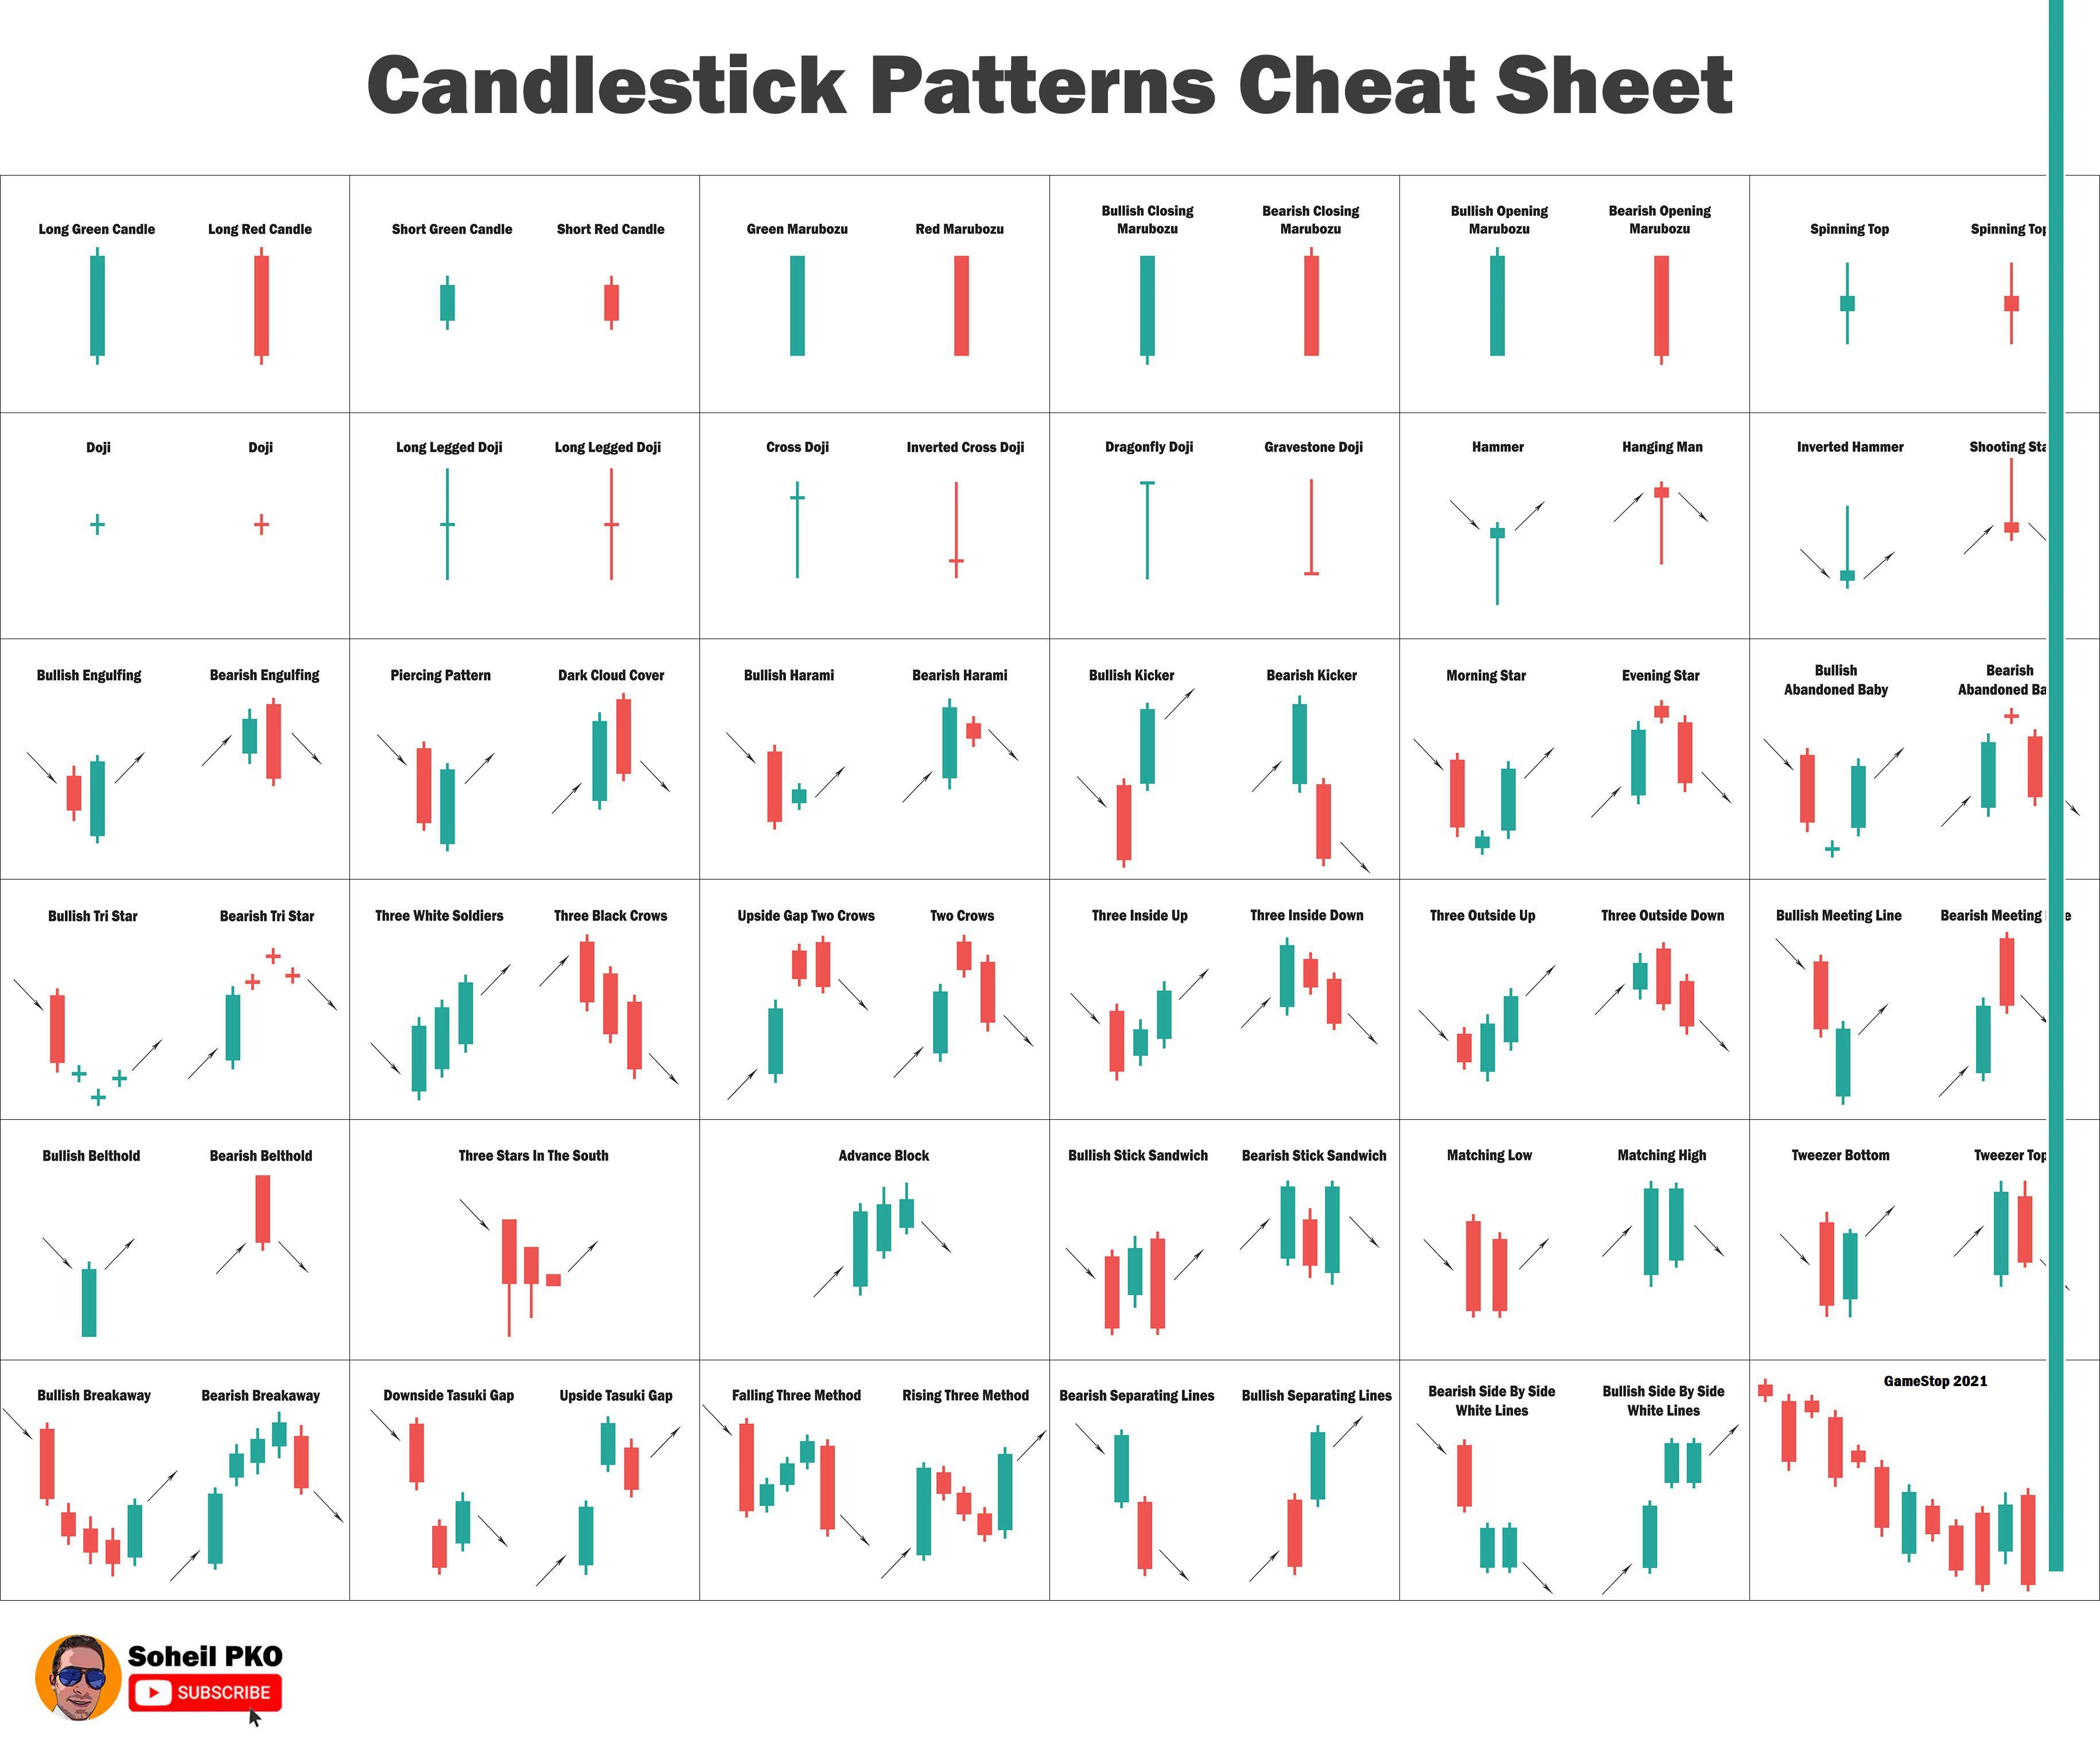 Candlestick Patterns Cheat Sheet
Long Green Candle
Long Red Candle
Short Green Candle
Short Red Candle
Green Marubozu
Red Marubozu
Bullish Closing
Marubozu
Bearish Closing
Marubozu
Bullish Opening
Marubozu
Bearish Opening
Marubozu
Spinning Top
Spinning Top
Doji
Doji
Long Legged Doji
Long Legged Doji
Cross Doji
Inverted Cross Doji
Dragonfly Doji
Gravestone Doji
Hammer
Hanging Man
Inverted Hammer
Shooting Sta
Bullish Engulfing
Bearish Engulfing
Piercing Pattern
Dark Cloud Cover
Bullish Harami
Bearish Harami
Bullish Kicker
Bearish Kicker
Morning Star
Evening Star
Bullish
Abandoned Baby
Bearish
Abandoned Ba
Bullish Tri Star
Bearish Tri Star
Three White Soldiers
Three Black Crows
Upside Gap Two Crows
Two Crows
Three Inside Up
Three Inside Down
Three Outside Up
Three Outside Down
Bullish Meeting Line
Bearish Meeting
Bullish Belthold
Bearish Belthold
Three Stars In The South
Advance Block
Bullish Stick Sandwich
Bearish Stick Sandwich
Matching Low
Matching High
Tweezer Bottom
Tweezer Top
Bullish Breakaway
Bearish Breakaway
Downside Tasuki Gap
Upside Tasuki Gap
Falling Three Method
Rising Three Method
Bearish Separating Lines
Bullish Separating Lines
Bearish Side By Side
White Lines
Bullish Side By Side
White Lines
GameStop 2021
Soheil PKO
SUBSCRIBE